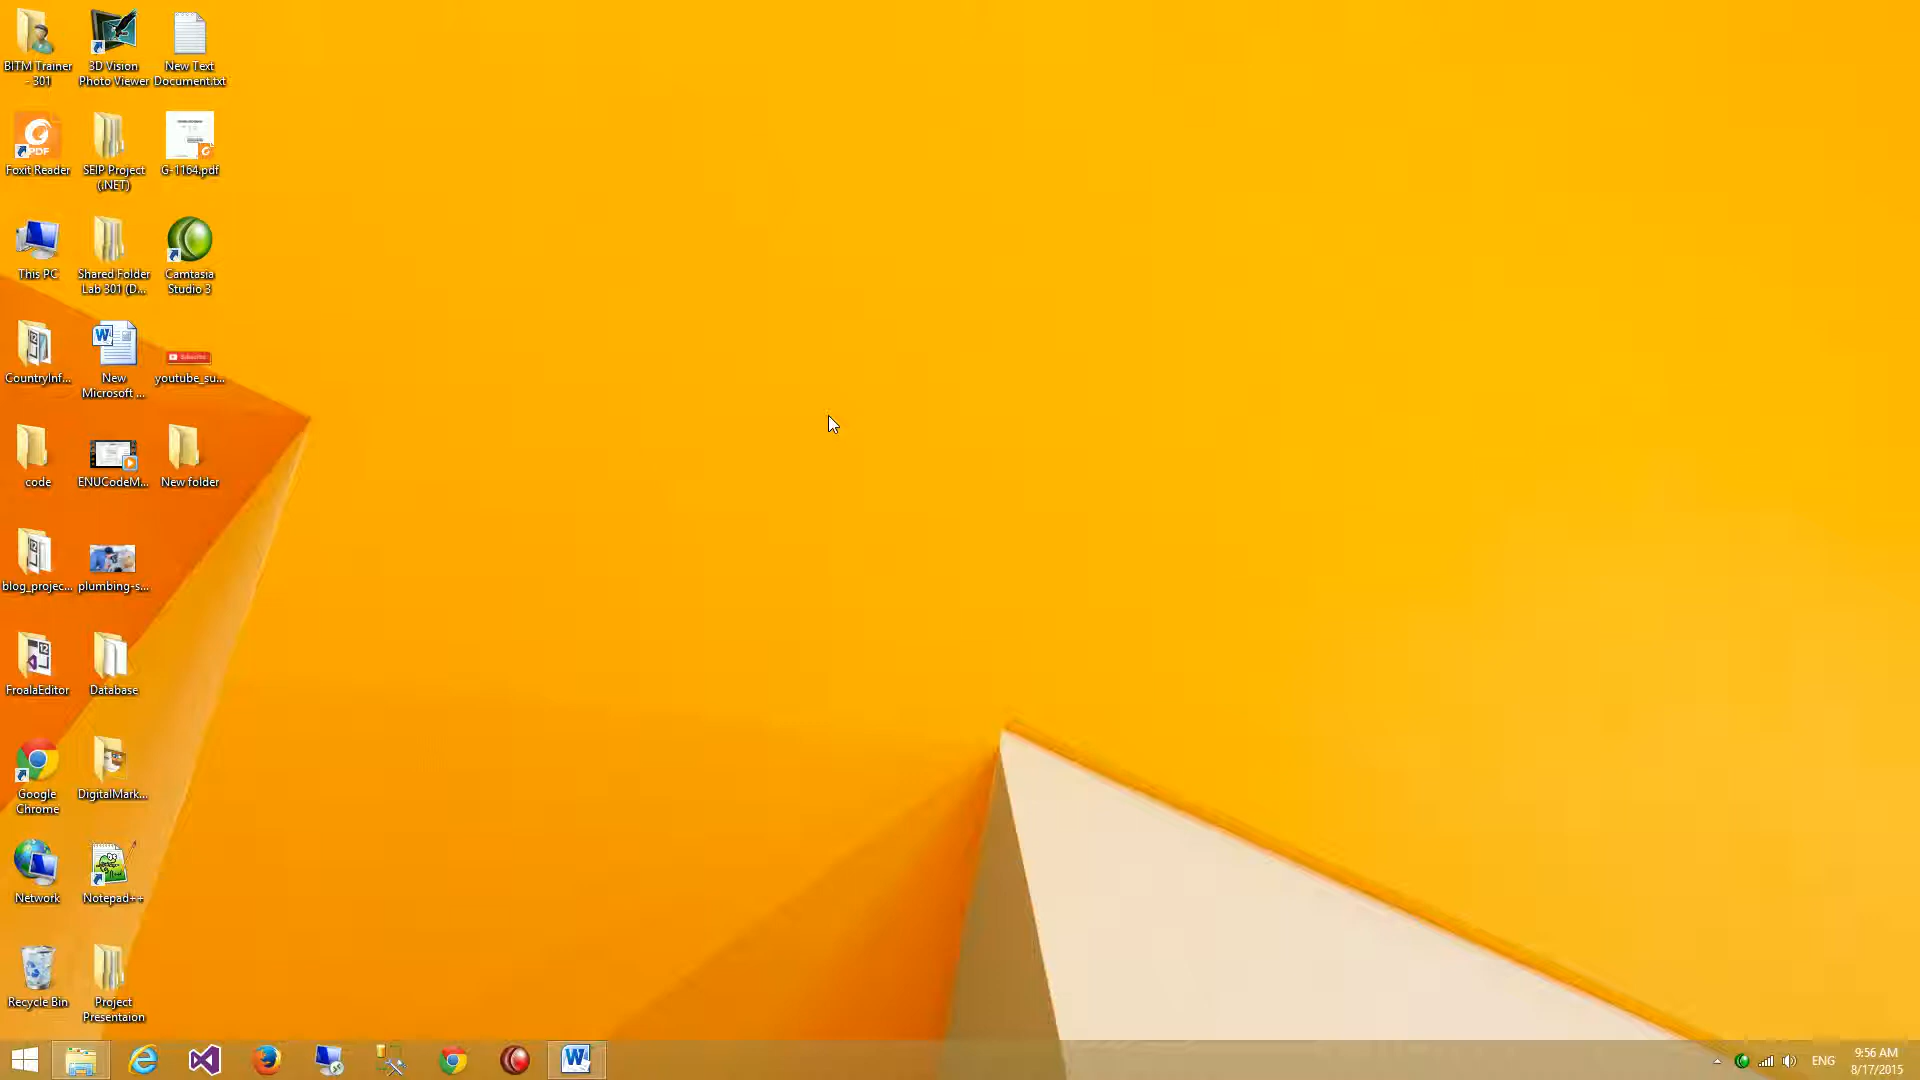 BITM Trainer
- 301
3D Vision
Photo Viewer
New Text
Document.txt
PDF
Foxit Reader
SEIP Project
(.NET)
G-1164.pdf
This PC
Shared Folder
Lab 301 (D...
Camtasia
Studio 3
CountryInf...
New
Microsoft ...
Subscribe
youtube_su...
code
ENUCodeM...
New folder
blog_projec...
plumbing-s...
FroalaEditor
Database
Google
Chrome
DigitalMark...
Network
Notepad++
Recycle Bin
Project
Presentaion
ENG
9:56 AM
8/17/2015